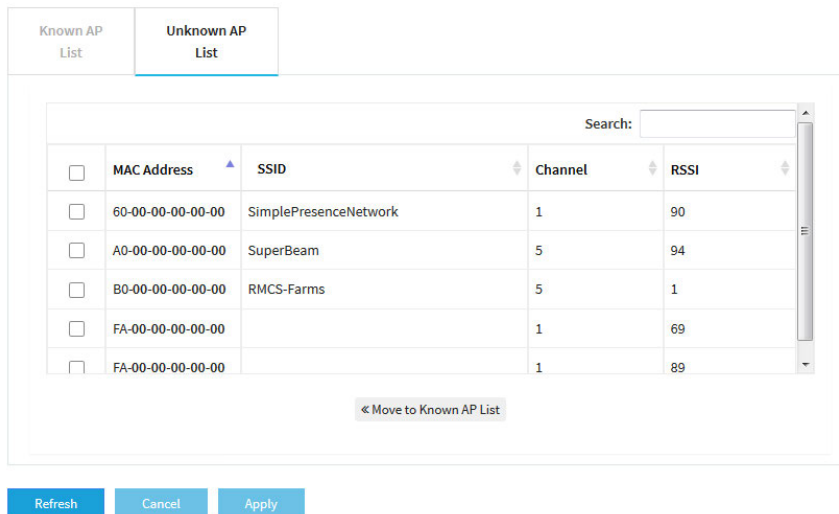 Known AP
List
Unknown AP
List
Search:
MAC Address SSID Channel RSSI
60-00-00-00-00-00 SimplePresenceNetwork 1 90
A0-00-00-00-00-00 SuperBeam 5 94
B0-00-00-00-00-00 RMCS-Farms 5 1
FA-00-00-00-00-00 1 69
FA-00-00-00-00-00 1 89
« Move to Known AP List
Refresh Cancel Apply